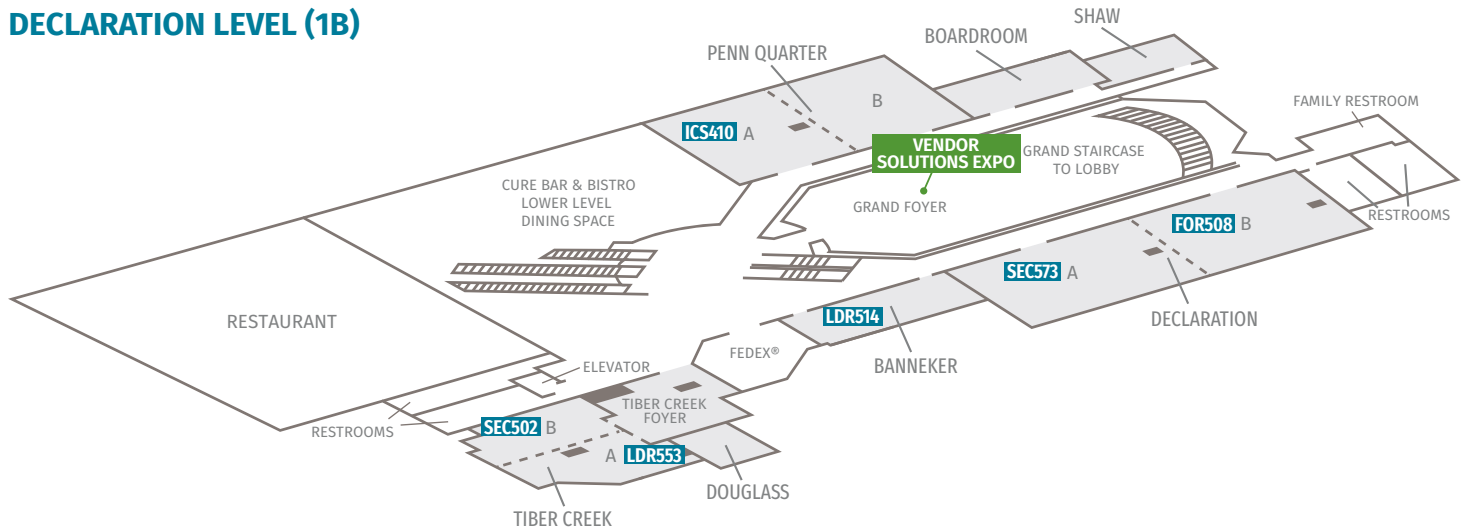 DECLARATION LEVEL (1B)
SHAW
BOARDROOM
PENN QUARTER
B
ICS410 A
FAMILY RESTROOM
VENDOR
SOLUTIONS EXPO
GRAND STAIRCASE
TO LOBBY
CURE BAR & BISTRO
LOWER LEVEL
DINING SPACE
GRAND FOYER
RESTROOMS
FOR508 B
SEC573 A
RESTAURANT
LDR514
DECLARATION
FEDEX®
BANNEKER
ELEVATOR
TIBER CREEK
FOYER
RESTROOMS
SEC502 B
A LDR553
DOUGLASS
TIBER CREEK